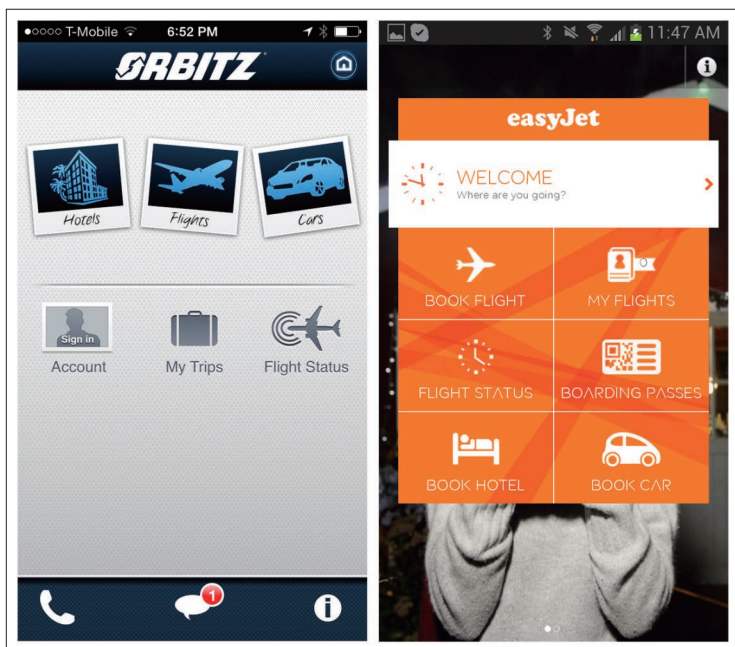 ●○○○○ T-Mobile 6:52 PM
ORBITZ
Hotels Flights Cars
Sign in
Account My Trips Flight Status
1
i
11:47 AM
i
easyJet
WELCOME
Where are you going?
BOOK FLIGHT MY FLIGHTS
FLIGHT STATUS BOARDING PASSES
BOOK HOTEL BOOK CAR